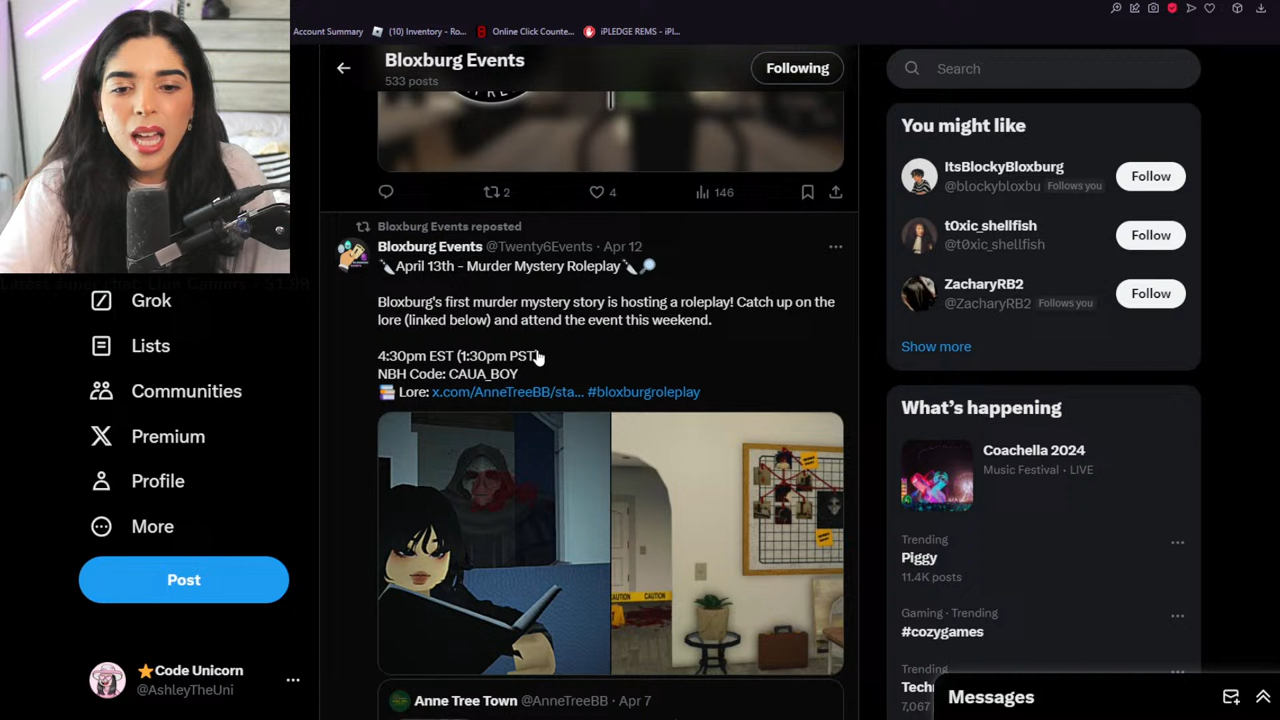 Account Summary
(10) Inventory - Ro...
Online Click Counte...
iPLEDGE REMS - iPl...
Bloxburg Events
533 posts
Following
Search
2
4
146
Bloxburg Events reposted
Bloxburg Events @Twenty6Events · Apr 12
April 13th - Murder Mystery Roleplay
Bloxburg's first murder mystery story is hosting a roleplay! Catch up on the
lore (linked below) and attend the event this weekend.
4:30pm EST (1:30pm PST)
NBH Code: CAUA_BOY
Lore: x.com/AnneTreeBB/sta... #bloxburgroleplay
CAUTION
CAUTION
Anne Tree Town @AnneTreeBB · Apr 7
Grok
Lists
Communities
Premium
Profile
More
Post
Code Unicorn
@AshleyTheUni
You might like
ItsBlockyBloxburg
@blockybloxbu Follows you
Follow
t0xic_shellfish
@t0xic_shellfish
Follow
ZacharyRB2
@ZacharyRB2 Follows you
Follow
Show more
What's happening
Coachella 2024
Music Festival · LIVE
Trending
Piggy
11.4K posts
Gaming · Trending
#cozygames
Trending
Tech
7,067
Messages